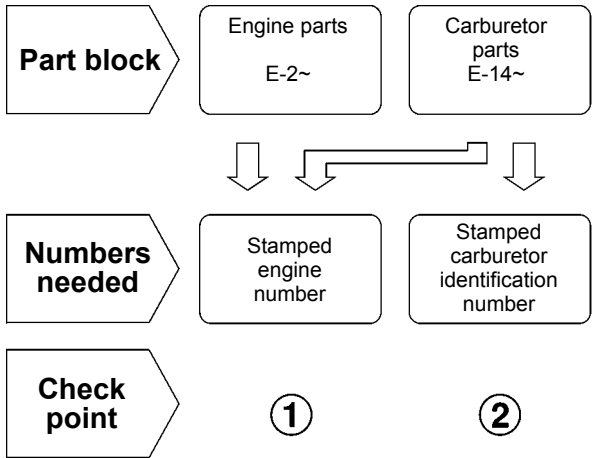 Part block
Engine parts
E-2~
Carburetor
parts
E-14~
Numbers
needed
Stamped
engine
number
Stamped
carburetor
identification
number
Check
point
①
②